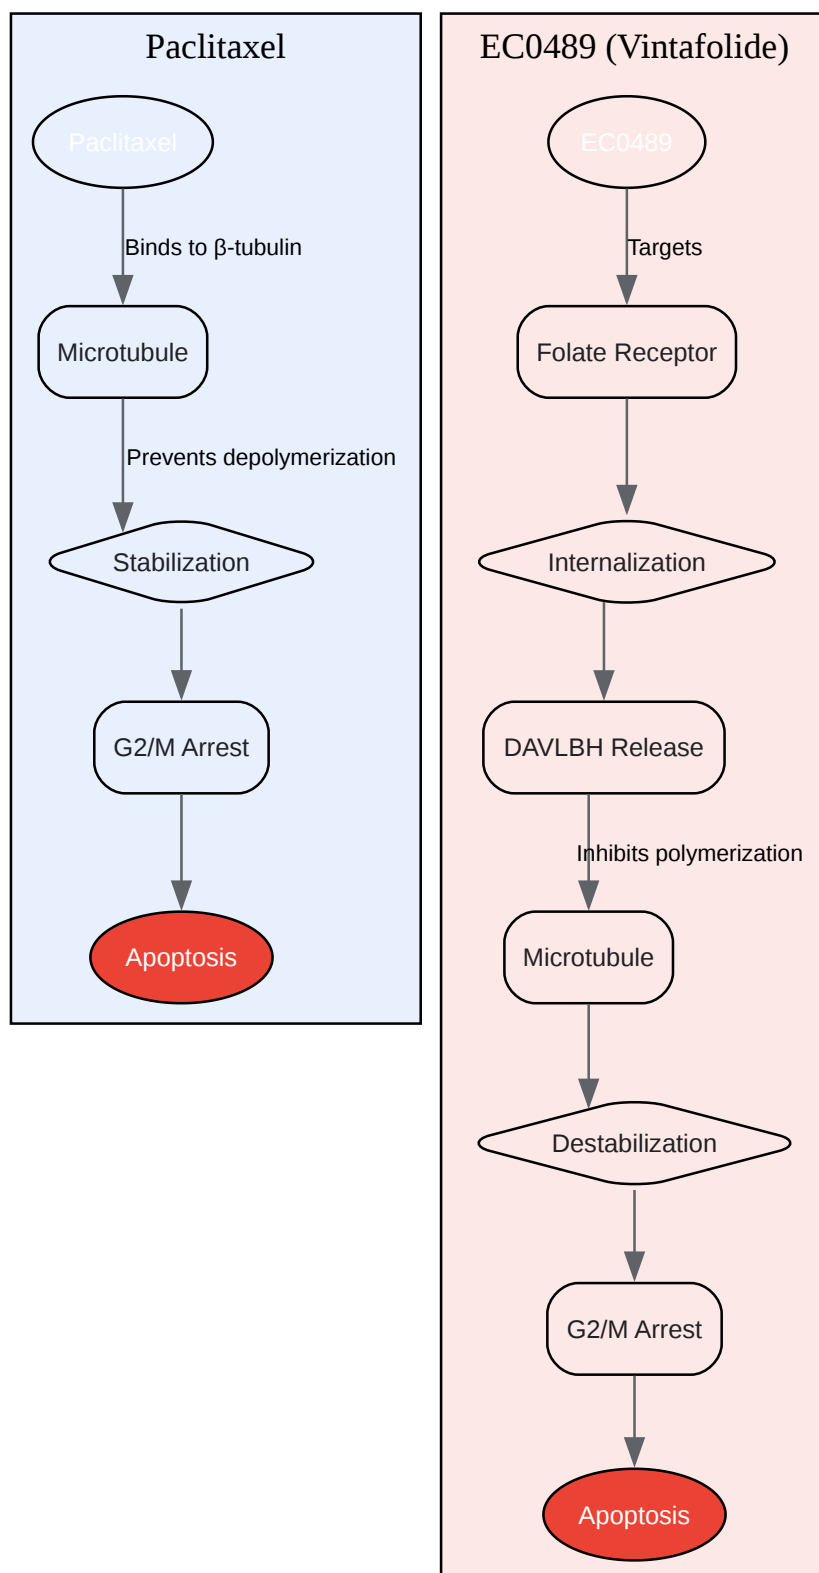 Paclitaxel
Paclitaxel
Binds to β-tubulin
Microtubule
Prevents depolymerization
Stabilization
G2/M Arrest
Apoptosis
EC0489 (Vintafolide)
EC0489
Targets
Folate Receptor
Internalization
DAVLBH Release
Inhibits polymerization
Microtubule
Destabilization
G2/M Arrest
Apoptosis